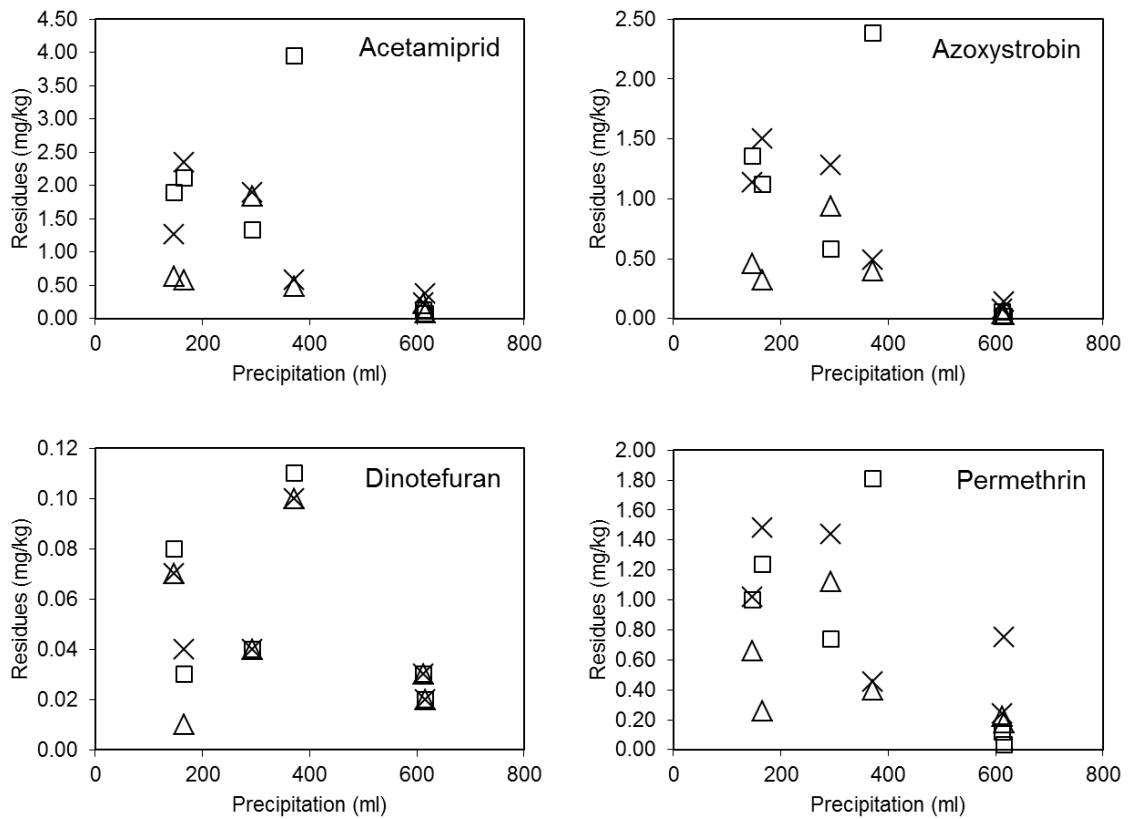 Acetamiprid
Residues (mg/kg)
4.50
4.00
3.50
3.00
2.50
2.00
1.50
1.00
0.50
0.00
0 200 400 600 800
Precipitation (ml)
Azoxystrobin
Residues (mg/kg)
2.50
2.00
1.50
1.00
0.50
0.00
0 200 400 600 800
Precipitation (ml)
Dinotefuran
Residues (mg/kg)
0.12
0.10
0.08
0.06
0.04
0.02
0.00
0 200 400 600 800
Precipitation (ml)
Permethrin
Residues (mg/kg)
2.00
1.80
1.60
1.40
1.20
1.00
0.80
0.60
0.40
0.20
0.00
0 200 400 600 800
Precipitation (ml)